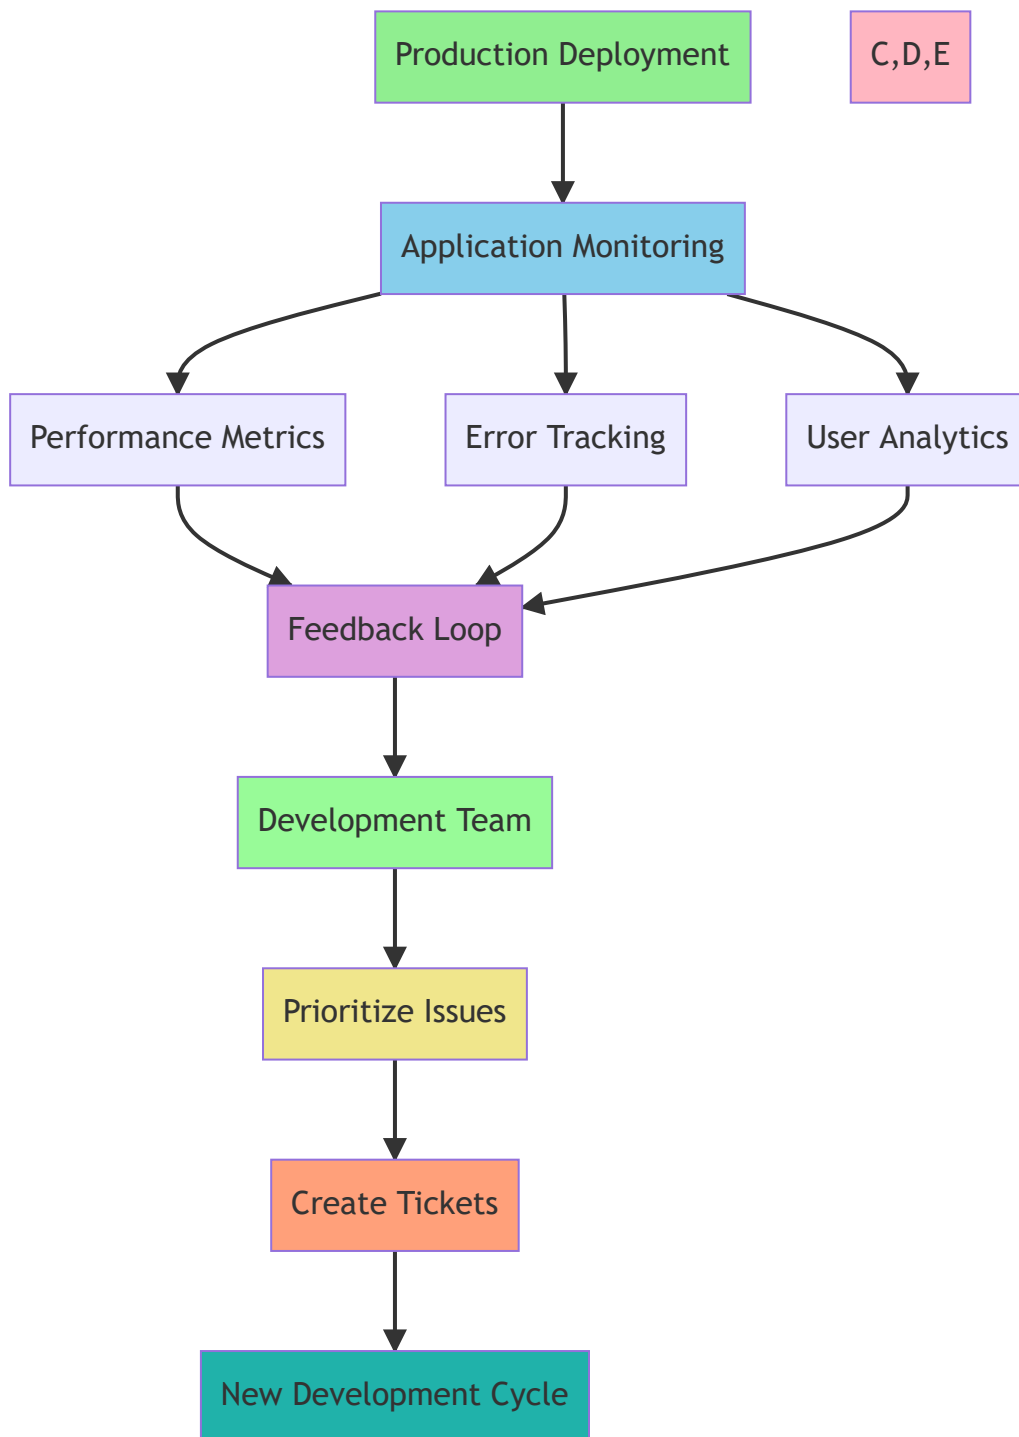 Production Deployment
C,D,E
Application Monitoring
Performance Metrics
Error Tracking
User Analytics
Feedback Loop
Development Team
Prioritize Issues
Create Tickets
New Development Cycle